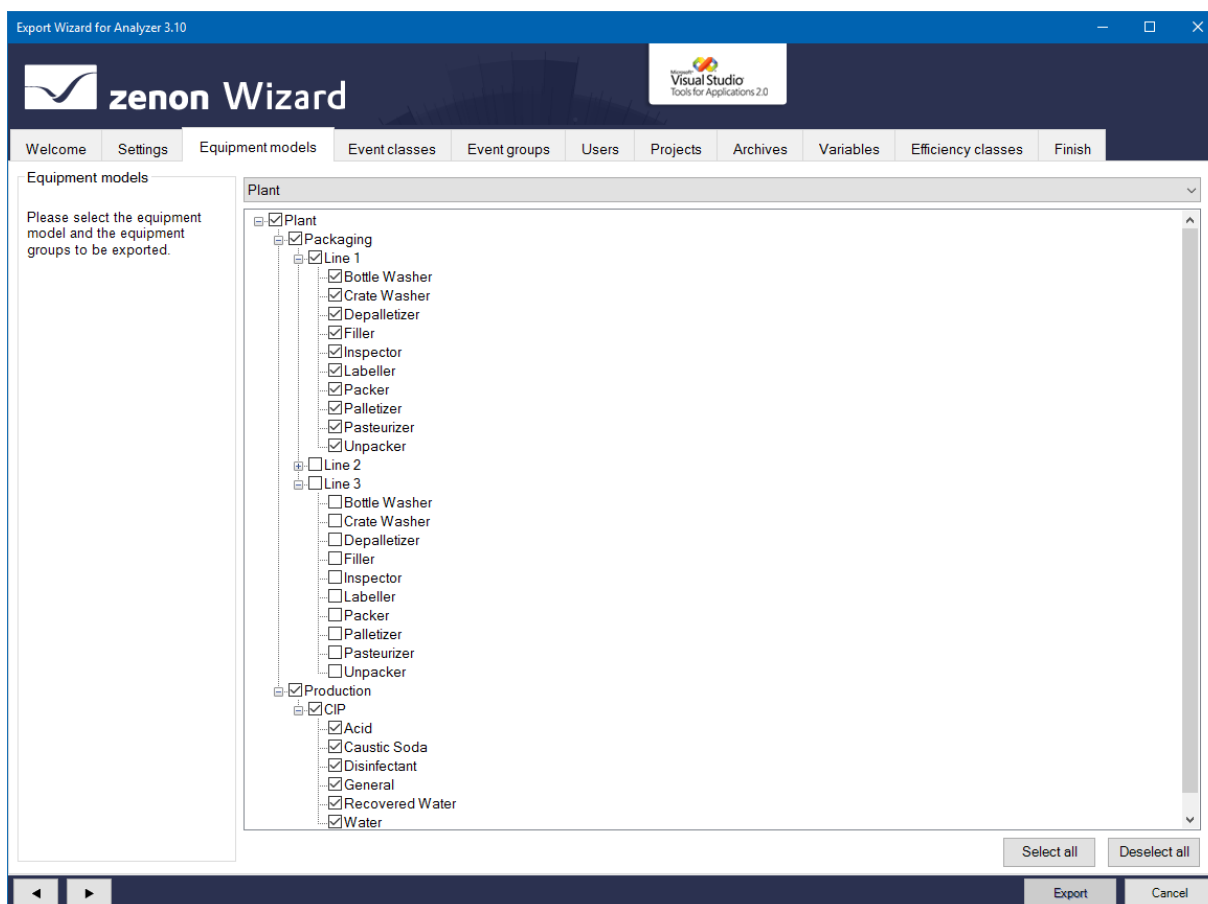 Export Wizard for Analyzer 3.10
zenon Wizard
Microsoft
Visual Studio
Tools for Applications 2.0
Welcome Settings Equipment models Event classes Event groups Users Projects Archives Variables Efficiency classes Finish
Equipment models
Please select the equipment
model and the equipment
groups to be exported.
Plant
Plant
Packaging
Line 1
Bottle Washer
Crate Washer
Depalletizer
Filler
Inspector
Labeller
Packer
Palletizer
Pasteurizer
Unpacker
Line 2
Line 3
Bottle Washer
Crate Washer
Depalletizer
Filler
Inspector
Labeller
Packer
Palletizer
Pasteurizer
Unpacker
Production
CIP
Acid
Caustic Soda
Disinfectant
General
Recovered Water
Water
Select all Deselect all
Export Cancel